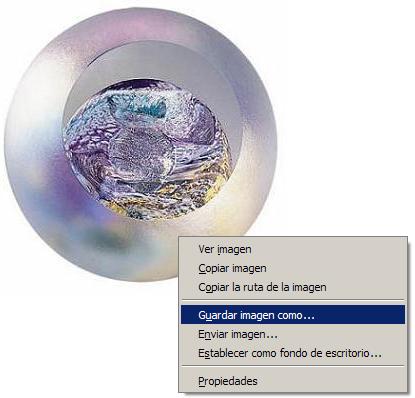 Ver imagen
Copiar imagen
Copiar la ruta de la imagen
Guardar imagen como...
Enviar imagen...
Establecer como fondo de escritorio...
Propiedades